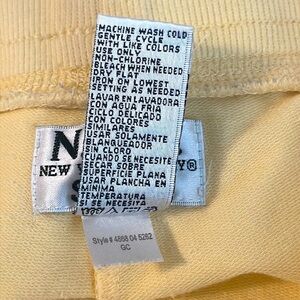 MACHINE WASH COLD
GENTLE CYCLE
WITH LIKE COLORS
USE ONLY
NON-CHLORINE
BLEACH WHEN NEEDED
DRY FLAT
IRON ON LOWEST
SETTING AS NEEDED
LAVAR EN LAVADORA
CON AGUA FRIA
CICLO DELICADO
CON COLORES
SIMILARES
USAR SOLAMENTE
BLANQUEADOR
SIN CLORO
CUANDO SE NECESITE
SECAR SOBRE
SUPERFICIE PLANA
USAR PLANCHA EN
MINIMA
TEMPERATURA
SI SE NECESITA
N
NEW
®
S
Style # 4868 04 5262
GC